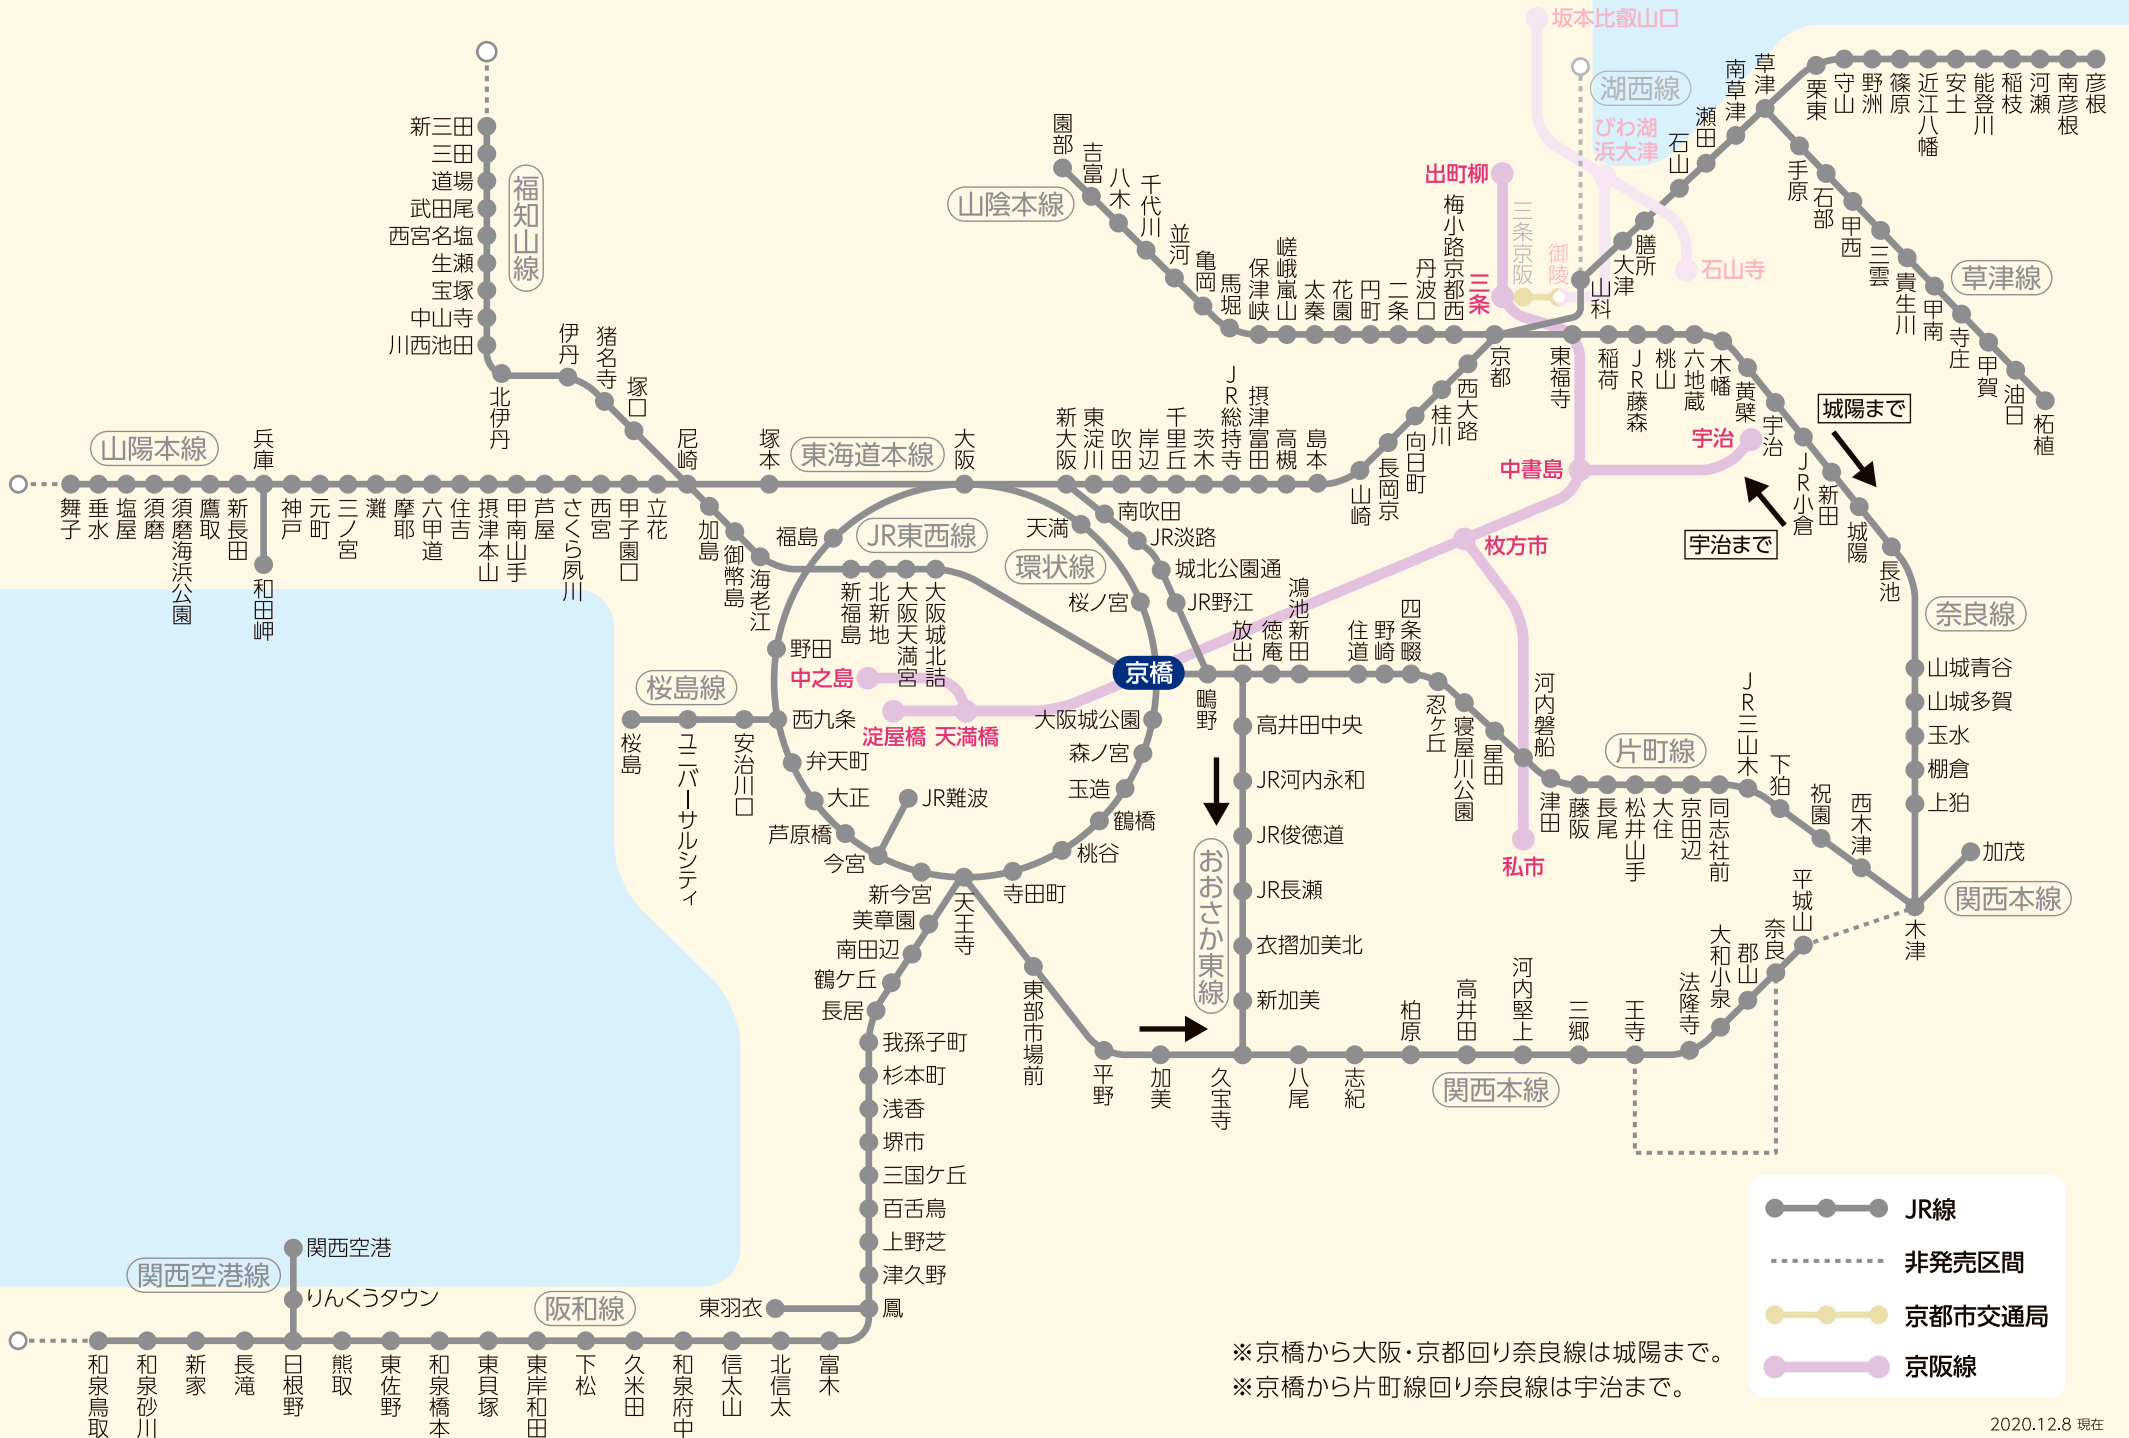 坂本比叡山口
湖西線
びわ湖
浜大津
石山寺
御陵
三条京阪
出町柳
三条
新三田
三田
道場
武田尾
西宮名塩
生瀬
宝塚
中山寺
川西池田
北伊丹
福知山線
伊丹
猪名寺
塚口
尼崎
山陰本線
園部
吉富
八木
千代川
並河
亀岡
馬堀
保津峡
嵯峨嵐山
太秦
花園
円町
二条
丹波口
梅小路京都西
京都
山科
大津
膳所
石山
瀬田
南草津
草津
栗東
守山
野洲
篠原
近江八幡
安土
能登川
稲枝
河瀬
南彦根
彦根
手原
石部
甲西
三雲
貴生川
甲南
寺庄
甲賀
油日
柘植
草津線
東福寺
稲荷
JR藤森
桃山
六地蔵
木幡
黄檗
宇治
JR小倉
新田
城陽
長池
奈良線
山城青谷
山城多賀
玉水
棚倉
上狛
木津
加茂
関西本線
城陽まで
宇治まで
宇治
中書島
枚方市
私市
山陽本線
舞子
垂水
塩屋
須磨
須磨海浜公園
鷹取
新長田
兵庫
和田岬
神戸
元町
三ノ宮
灘
摩耶
六甲道
住吉
摂津本山
甲南山手
芦屋
さくら夙川
西宮
甲子園口
立花
塚本
東海道本線
大阪
新大阪
東淀川
吹田
岸辺
千里丘
茨木
JR総持寺
摂津富田
高槻
島本
山崎
長岡京
向日町
桂川
西大路
加島
御幣島
海老江
新福島
北新地
大阪天満宮
大阪城北詰
JR東西線
環状線
福島
野田
西九条
弁天町
大正
芦原橋
今宮
新今宮
JR難波
天王寺
寺田町
桃谷
鶴橋
玉造
森ノ宮
大阪城公園
京橋
桜ノ宮
天満
中之島
淀屋橋
天満橋
桜島線
桜島
ユニバーサルシティ
安治川口
南吹田
JR淡路
城北公園通
JR野江
鴫野
放出
徳庵
鴻池新田
住道
野崎
四条畷
忍ケ丘
寝屋川公園
星田
河内磐船
津田
藤阪
長尾
松井山手
大住
京田辺
同志社前
JR三山木
下狛
祝園
西木津
片町線
高井田中央
JR河内永和
JR俊徳道
JR長瀬
衣摺加美北
新加美
おおさか東線
東部市場前
平野
加美
久宝寺
八尾
志紀
柏原
高井田
河内堅上
三郷
王寺
法隆寺
大和小泉
郡山
奈良
平城山
関西本線
美章園
南田辺
鶴ケ丘
長居
我孫子町
杉本町
浅香
堺市
三国ケ丘
百舌鳥
上野芝
津久野
鳳
東羽衣
富木
北信太
信太山
和泉府中
久米田
下松
東岸和田
東貝塚
和泉橋本
東佐野
熊取
日根野
長滝
新家
和泉砂川
和泉鳥取
阪和線
関西空港線
関西空港
りんくうタウン
JR線
非発売区間
京都市交通局
京阪線
※京橋から大阪・京都回り奈良線は城陽まで。
※京橋から片町線回り奈良線は宇治まで。
2020.12.8 現在